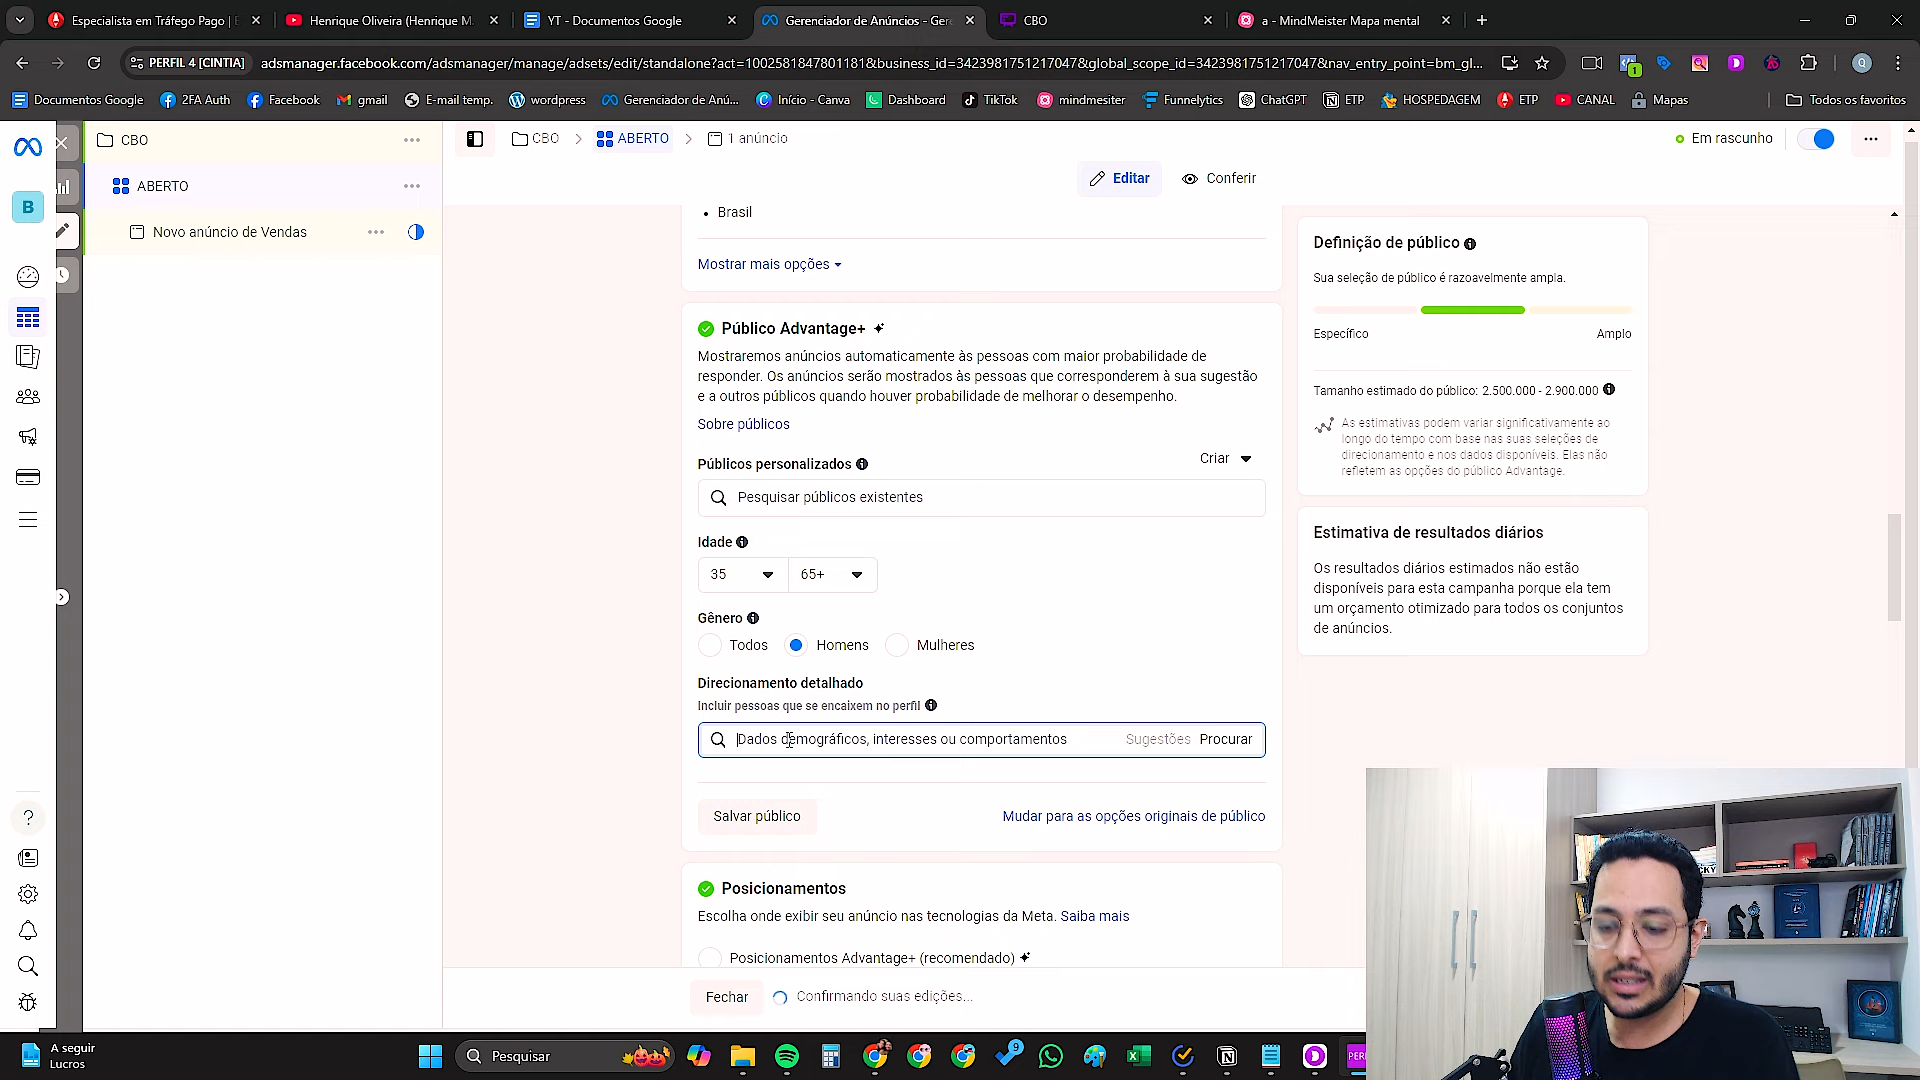 Especialista em Tráfego Pago |
Henrique Oliveira (Henrique M.
YT - Documentos Google
Gerenciador de Anúncios - Gere
CBO
a - MindMeister Mapa mental
PERFIL 4 [CINTIA]
adsmanager.facebook.com/adsmanager/manage/adsets/edit/standalone?act=1002581847801181&business_id=3423981751217047&global_scope_id=3423981751217047&nav_entry_point=bm_gl...
1
Q
Documentos Google
2FA Auth
Facebook
gmail
E-mail temp.
wordpress
Gerenciador de Anú...
Início - Canva
Dashboard
TikTok
mindmesiter
Funnelytics
ChatGPT
ETP
HOSPEDAGEM
ETP
CANAL
Mapas
Todos os favoritos
B
CBO
ABERTO
Novo anúncio de Vendas
CBO
ABERTO
1 anúncio
Em rascunho
Editar
Conferir
Brasil
Mostrar mais opções
Público Advantage+
Mostraremos anúncios automaticamente às pessoas com maior probabilidade de
responder. Os anúncios serão mostrados às pessoas que corresponderem à sua sugestão
e a outros públicos quando houver probabilidade de melhorar o desempenho.
Sobre públicos
Públicos personalizados
Criar
Pesquisar públicos existentes
Idade
35
65+
Gênero
Todos
Homens
Mulheres
Direcionamento detalhado
Incluir pessoas que se encaixem no perfil
Dados demográficos, interesses ou comportamentos
Sugestões
Procurar
Salvar público
Mudar para as opções originais de público
Posicionamentos
Escolha onde exibir seu anúncio nas tecnologias da Meta. Saiba mais
Posicionamentos Advantage+ (recomendado)
Fechar
Confirmando suas edições...
Definição de público
Sua seleção de público é razoavelmente ampla.
Específico
Amplo
Tamanho estimado do público: 2.500.000 - 2.900.000
As estimativas podem variar significativamente ao
longo do tempo com base nas suas seleções de
direcionamento e nos dados disponíveis. Elas não
refletem as opções do público Advantage.
Estimativa de resultados diários
Os resultados diários estimados não estão
disponíveis para esta campanha porque ela tem
um orçamento otimizado para todos os conjuntos
de anúncios.
A seguir
Lucros
Pesquisar
9